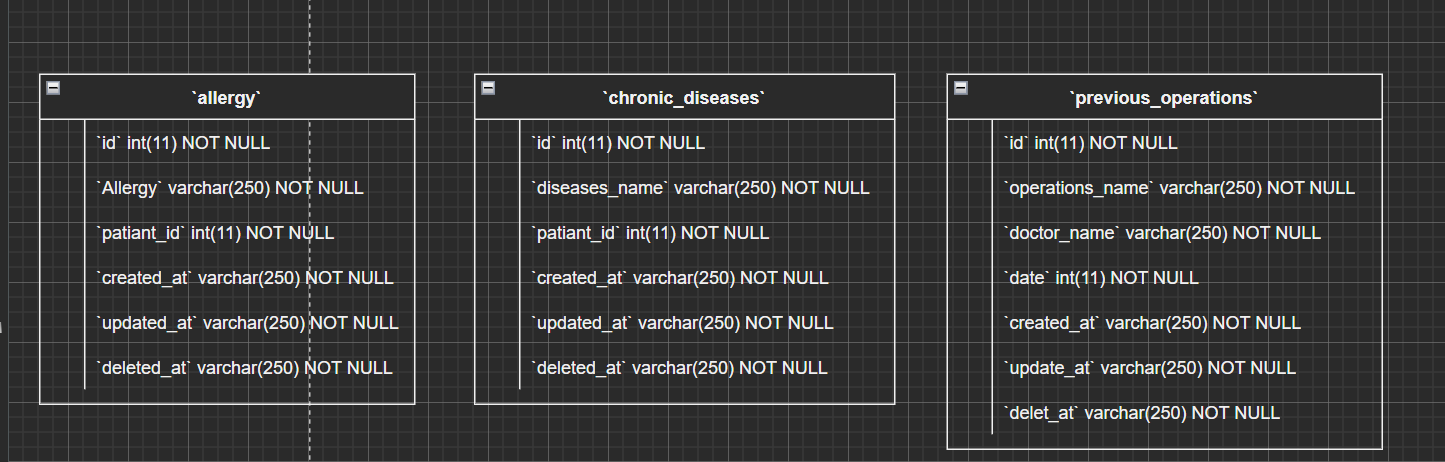 `allergy`
`id` int(11) NOT NULL
`Allergy` varchar(250) NOT NULL
`patiant_id` int(11) NOT NULL
`created_at` varchar(250) NOT NULL
`updated_at` varchar(250) NOT NULL
`deleted_at` varchar(250) NOT NULL
`chronic_diseases`
`id` int(11) NOT NULL
`diseases_name` varchar(250) NOT NULL
`patiant_id` int(11) NOT NULL
`created_at` varchar(250) NOT NULL
`updated_at` varchar(250) NOT NULL
`deleted_at` varchar(250) NOT NULL
`previous_operations`
`id` int(11) NOT NULL
`operations_name` varchar(250) NOT NULL
`doctor_name` varchar(250) NOT NULL
`date` int(11) NOT NULL
`created_at` varchar(250) NOT NULL
`update_at` varchar(250) NOT NULL
`delet_at` varchar(250) NOT NULL